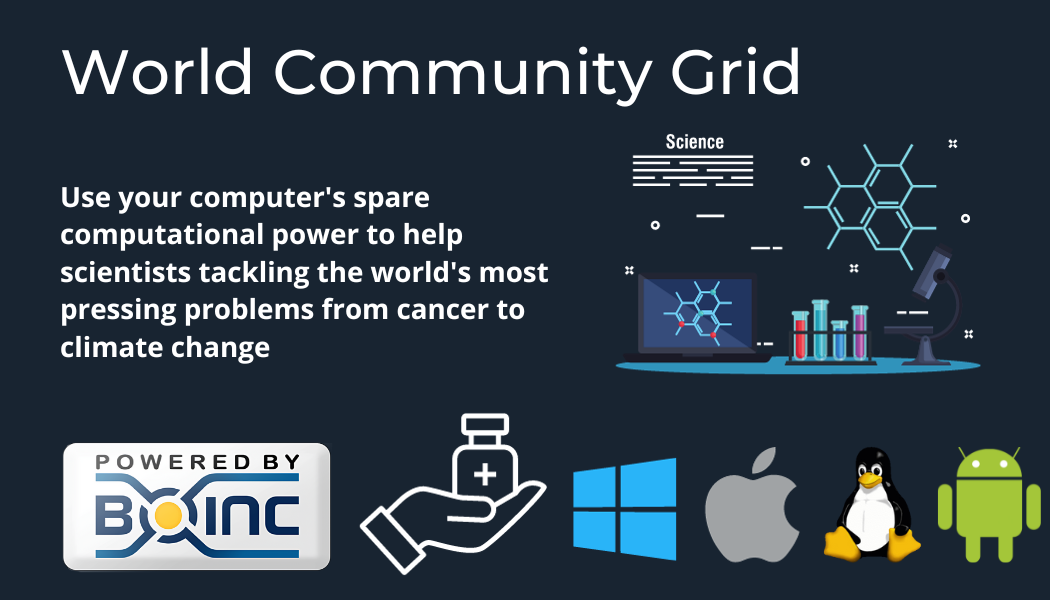 World Community Grid
Science
Use your computer's spare
computational power to help
scientists tackling the world's most
pressing problems from cancer to
climate change
POWERED BY
BOINC